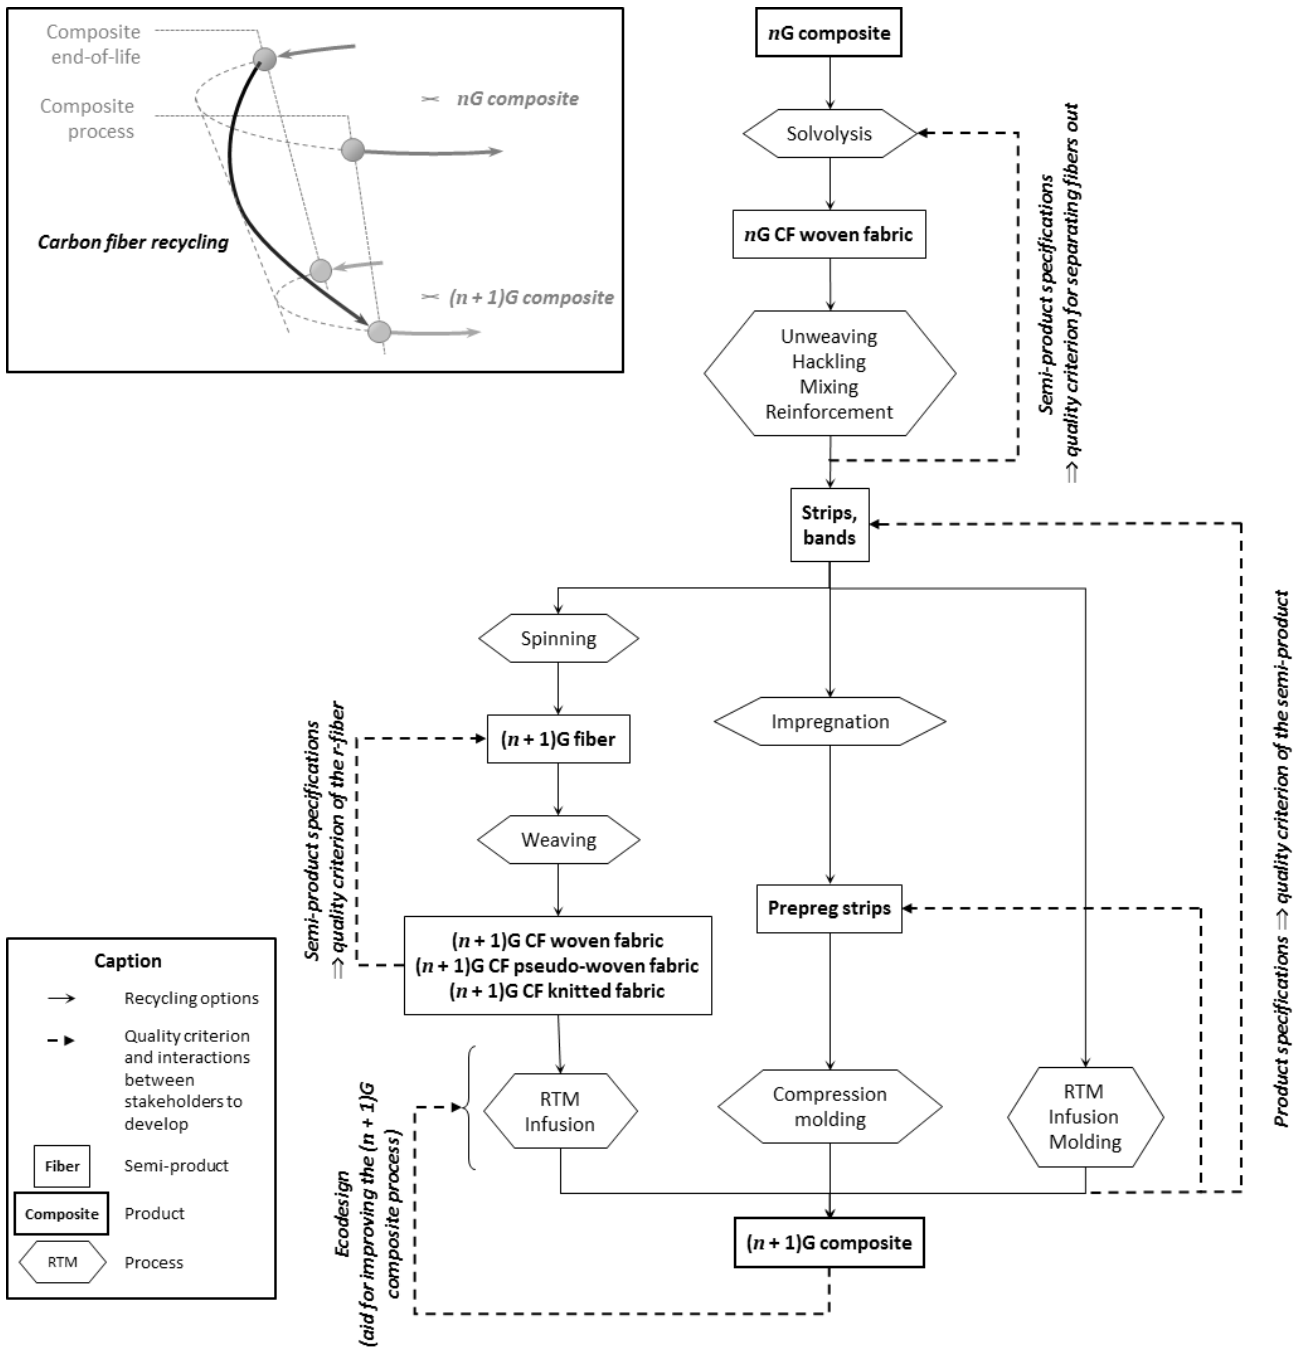 Composite
end-of-life
Composite
process
nG composite
Carbon fiber recycling
(n + 1)G composite
nG composite
Solvolysis
nG CF woven fabric
Unweaving
Hackling
Mixing
Reinforcement
Semi-product specifications
⇒ quality criterion for separating fibers out
Strips,
bands
Spinning
(n + 1)G fiber
Weaving
(n + 1)G CF woven fabric
(n + 1)G CF pseudo-woven fabric
(n + 1)G CF knitted fabric
Semi-product specifications
⇒ quality criterion of the r-fiber
RTM
Infusion
Impregnation
Prepreg strips
Compression
molding
RTM
Infusion
Molding
Product specifications ⇒ quality criterion of the semi-product
(n + 1)G composite
Ecodesign
(aid for improving the (n + 1)G
composite process)
Caption
Recycling options
Quality criterion
and interactions
between
stakeholders to
develop
Fiber Semi-product
Composite Product
RTM Process